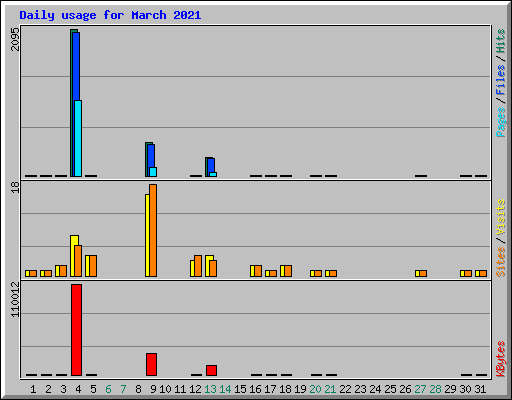 Daily usage for March 2021
2095
Pages / Files / Hits
18
Sites / Visits
110012
KBytes
1 2 3 4 5 6 7 8 9 10 11 12 13 14 15 16 17 18 19 20 21 22 23 24 25 26 27 28 29 30 31